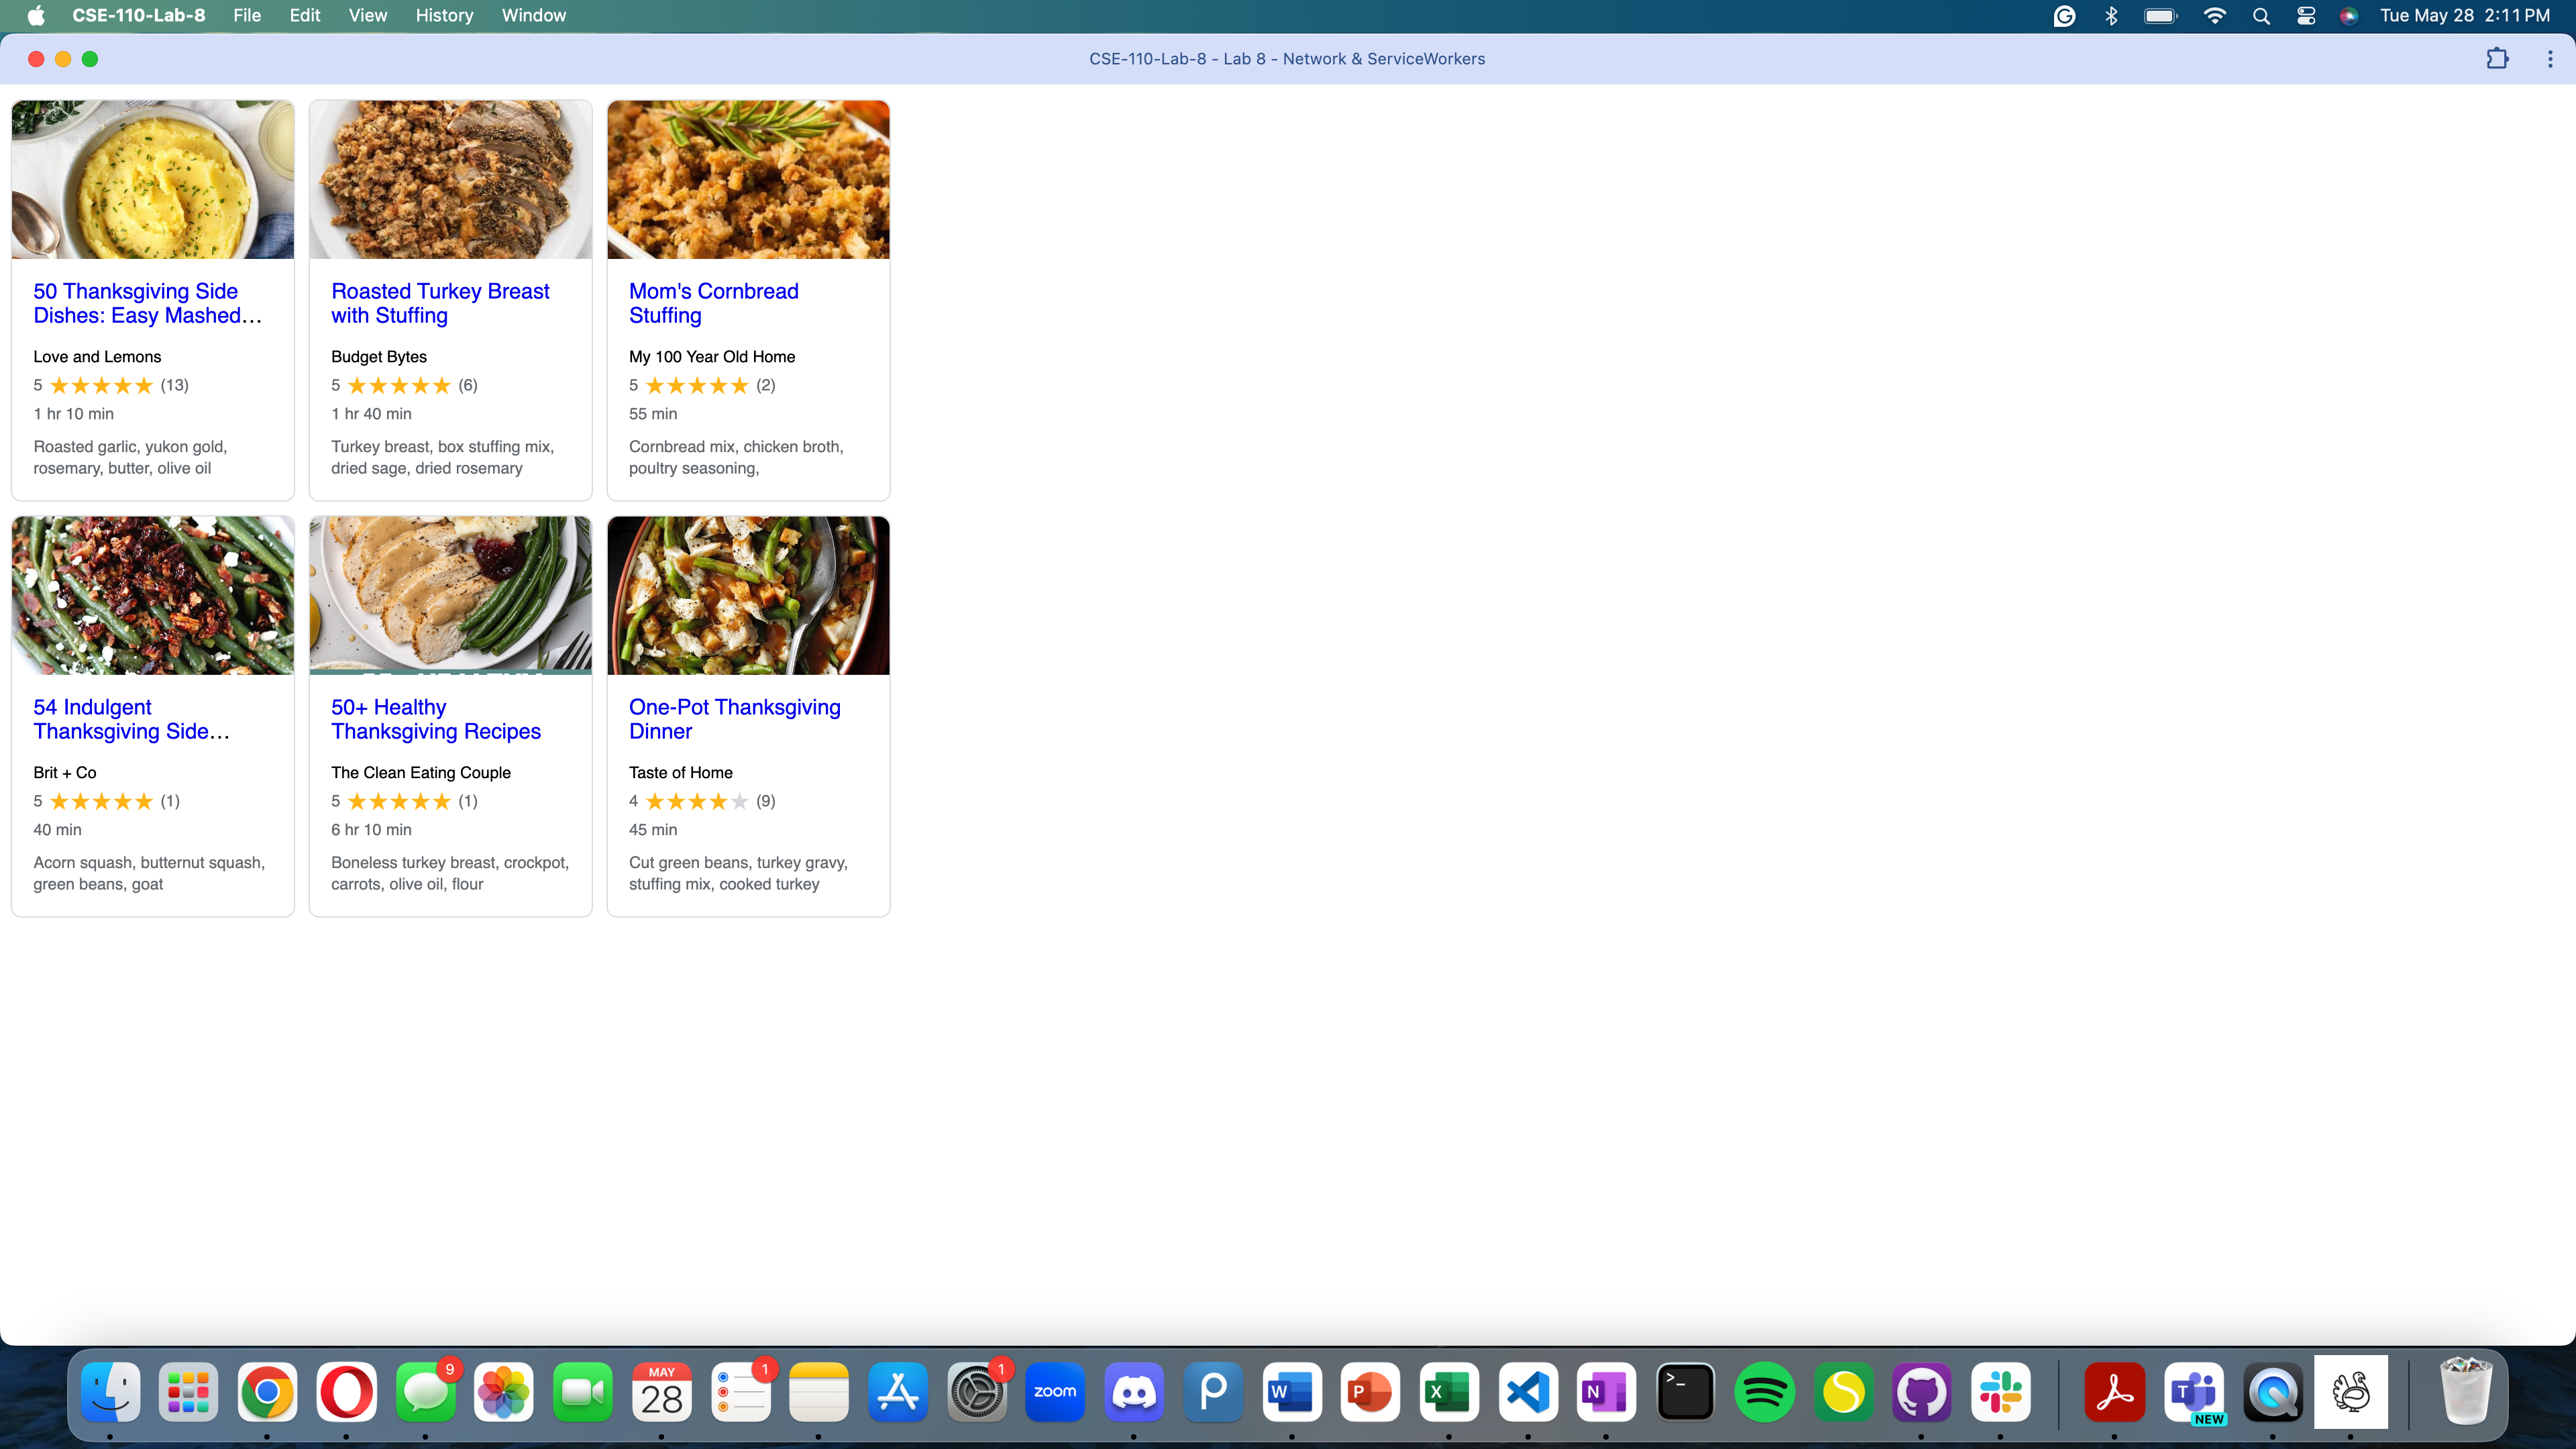 CSE-110-Lab-8 File Edit View History Window Tue May 28 2:11 PM
CSE-110-Lab-8 - Lab 8 - Network & ServiceWorkers
50 Thanksgiving Side
Dishes: Easy Mashed…
Love and Lemons
5 ★★★★★ (13)
1 hr 10 min
Roasted garlic, yukon gold,
rosemary, butter, olive oil
Roasted Turkey Breast
with Stuffing
Budget Bytes
5 ★★★★★ (6)
1 hr 40 min
Turkey breast, box stuffing mix,
dried sage, dried rosemary
Mom's Cornbread
Stuffing
My 100 Year Old Home
5 ★★★★★ (2)
55 min
Cornbread mix, chicken broth,
poultry seasoning,
54 Indulgent
Thanksgiving Side…
Brit + Co
5 ★★★★★ (1)
40 min
Acorn squash, butternut squash,
green beans, goat
50+ Healthy
Thanksgiving Recipes
The Clean Eating Couple
5 ★★★★★ (1)
6 hr 10 min
Boneless turkey breast, crockpot,
carrots, olive oil, flour
One-Pot Thanksgiving
Dinner
Taste of Home
4 ★★★★★ (9)
45 min
Cut green beans, turkey gravy,
stuffing mix, cooked turkey
9
MAY
28
1
1
zoom
W
P
X
N
>_
T
NEW